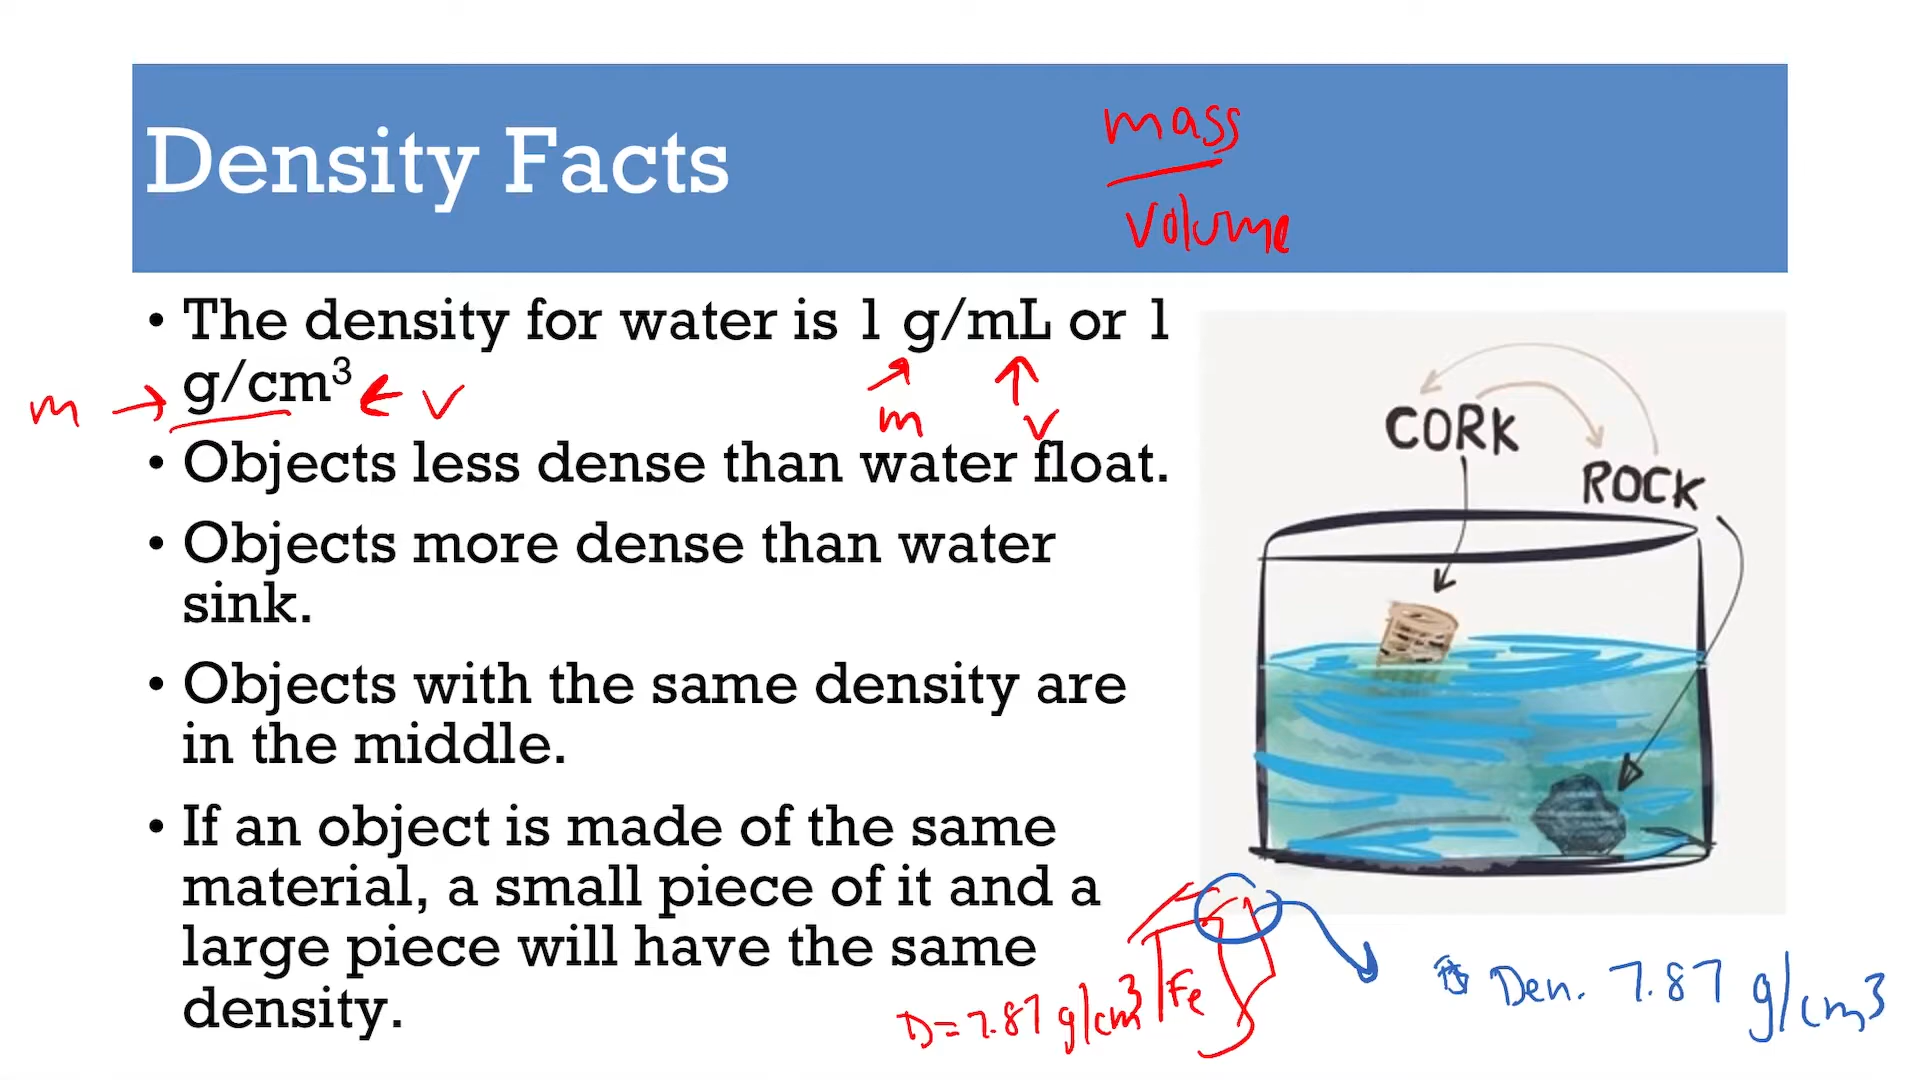 Density Facts
mass
volume
• The density for water is 1 g/mL or 1
g/cm³
m
v
m
v
• Objects less dense than water float.
• Objects more dense than water
sink.
• Objects with the same density are
in the middle.
• If an object is made of the same
material, a small piece of it and a
large piece will have the same
density.
CORK
ROCK
Fe
D=7.87 g/cm³
Den. 7.87 g/cm³